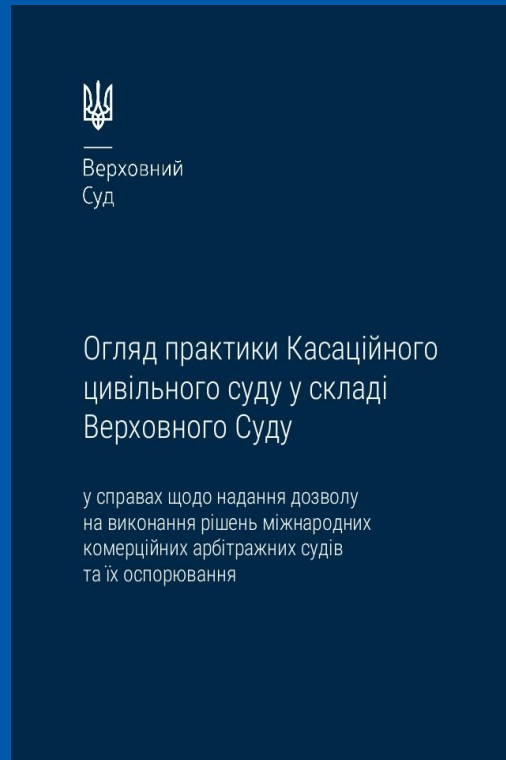 Верховний
Суд
Огляд практики Касаційного
цивільного суду у складі
Верховного Суду
у справах щодо надання дозволу
на виконання рішень міжнародних
комерційних арбітражних судів
та їх оспорювання